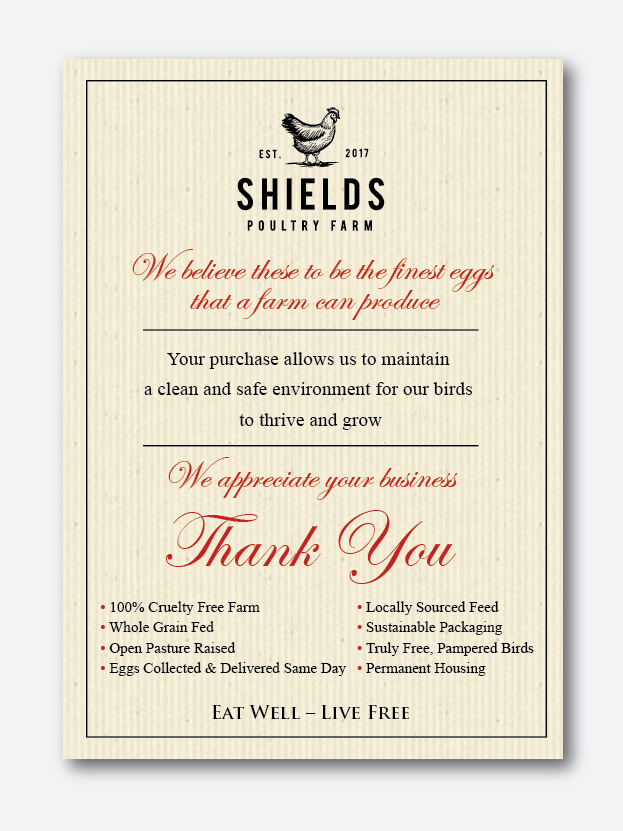 EST. 2017
SHIELDS
POULTRY FARM
We believe these to be the finest eggs
that a farm can produce
Your purchase allows us to maintain
a clean and safe environment for our birds
to thrive and grow
We appreciate your business
Thank You
• 100% Cruelty Free Farm
• Whole Grain Fed
• Open Pasture Raised
• Eggs Collected & Delivered Same Day
• Locally Sourced Feed
• Sustainable Packaging
• Truly Free, Pampered Birds
• Permanent Housing
Eat Well – Live Free